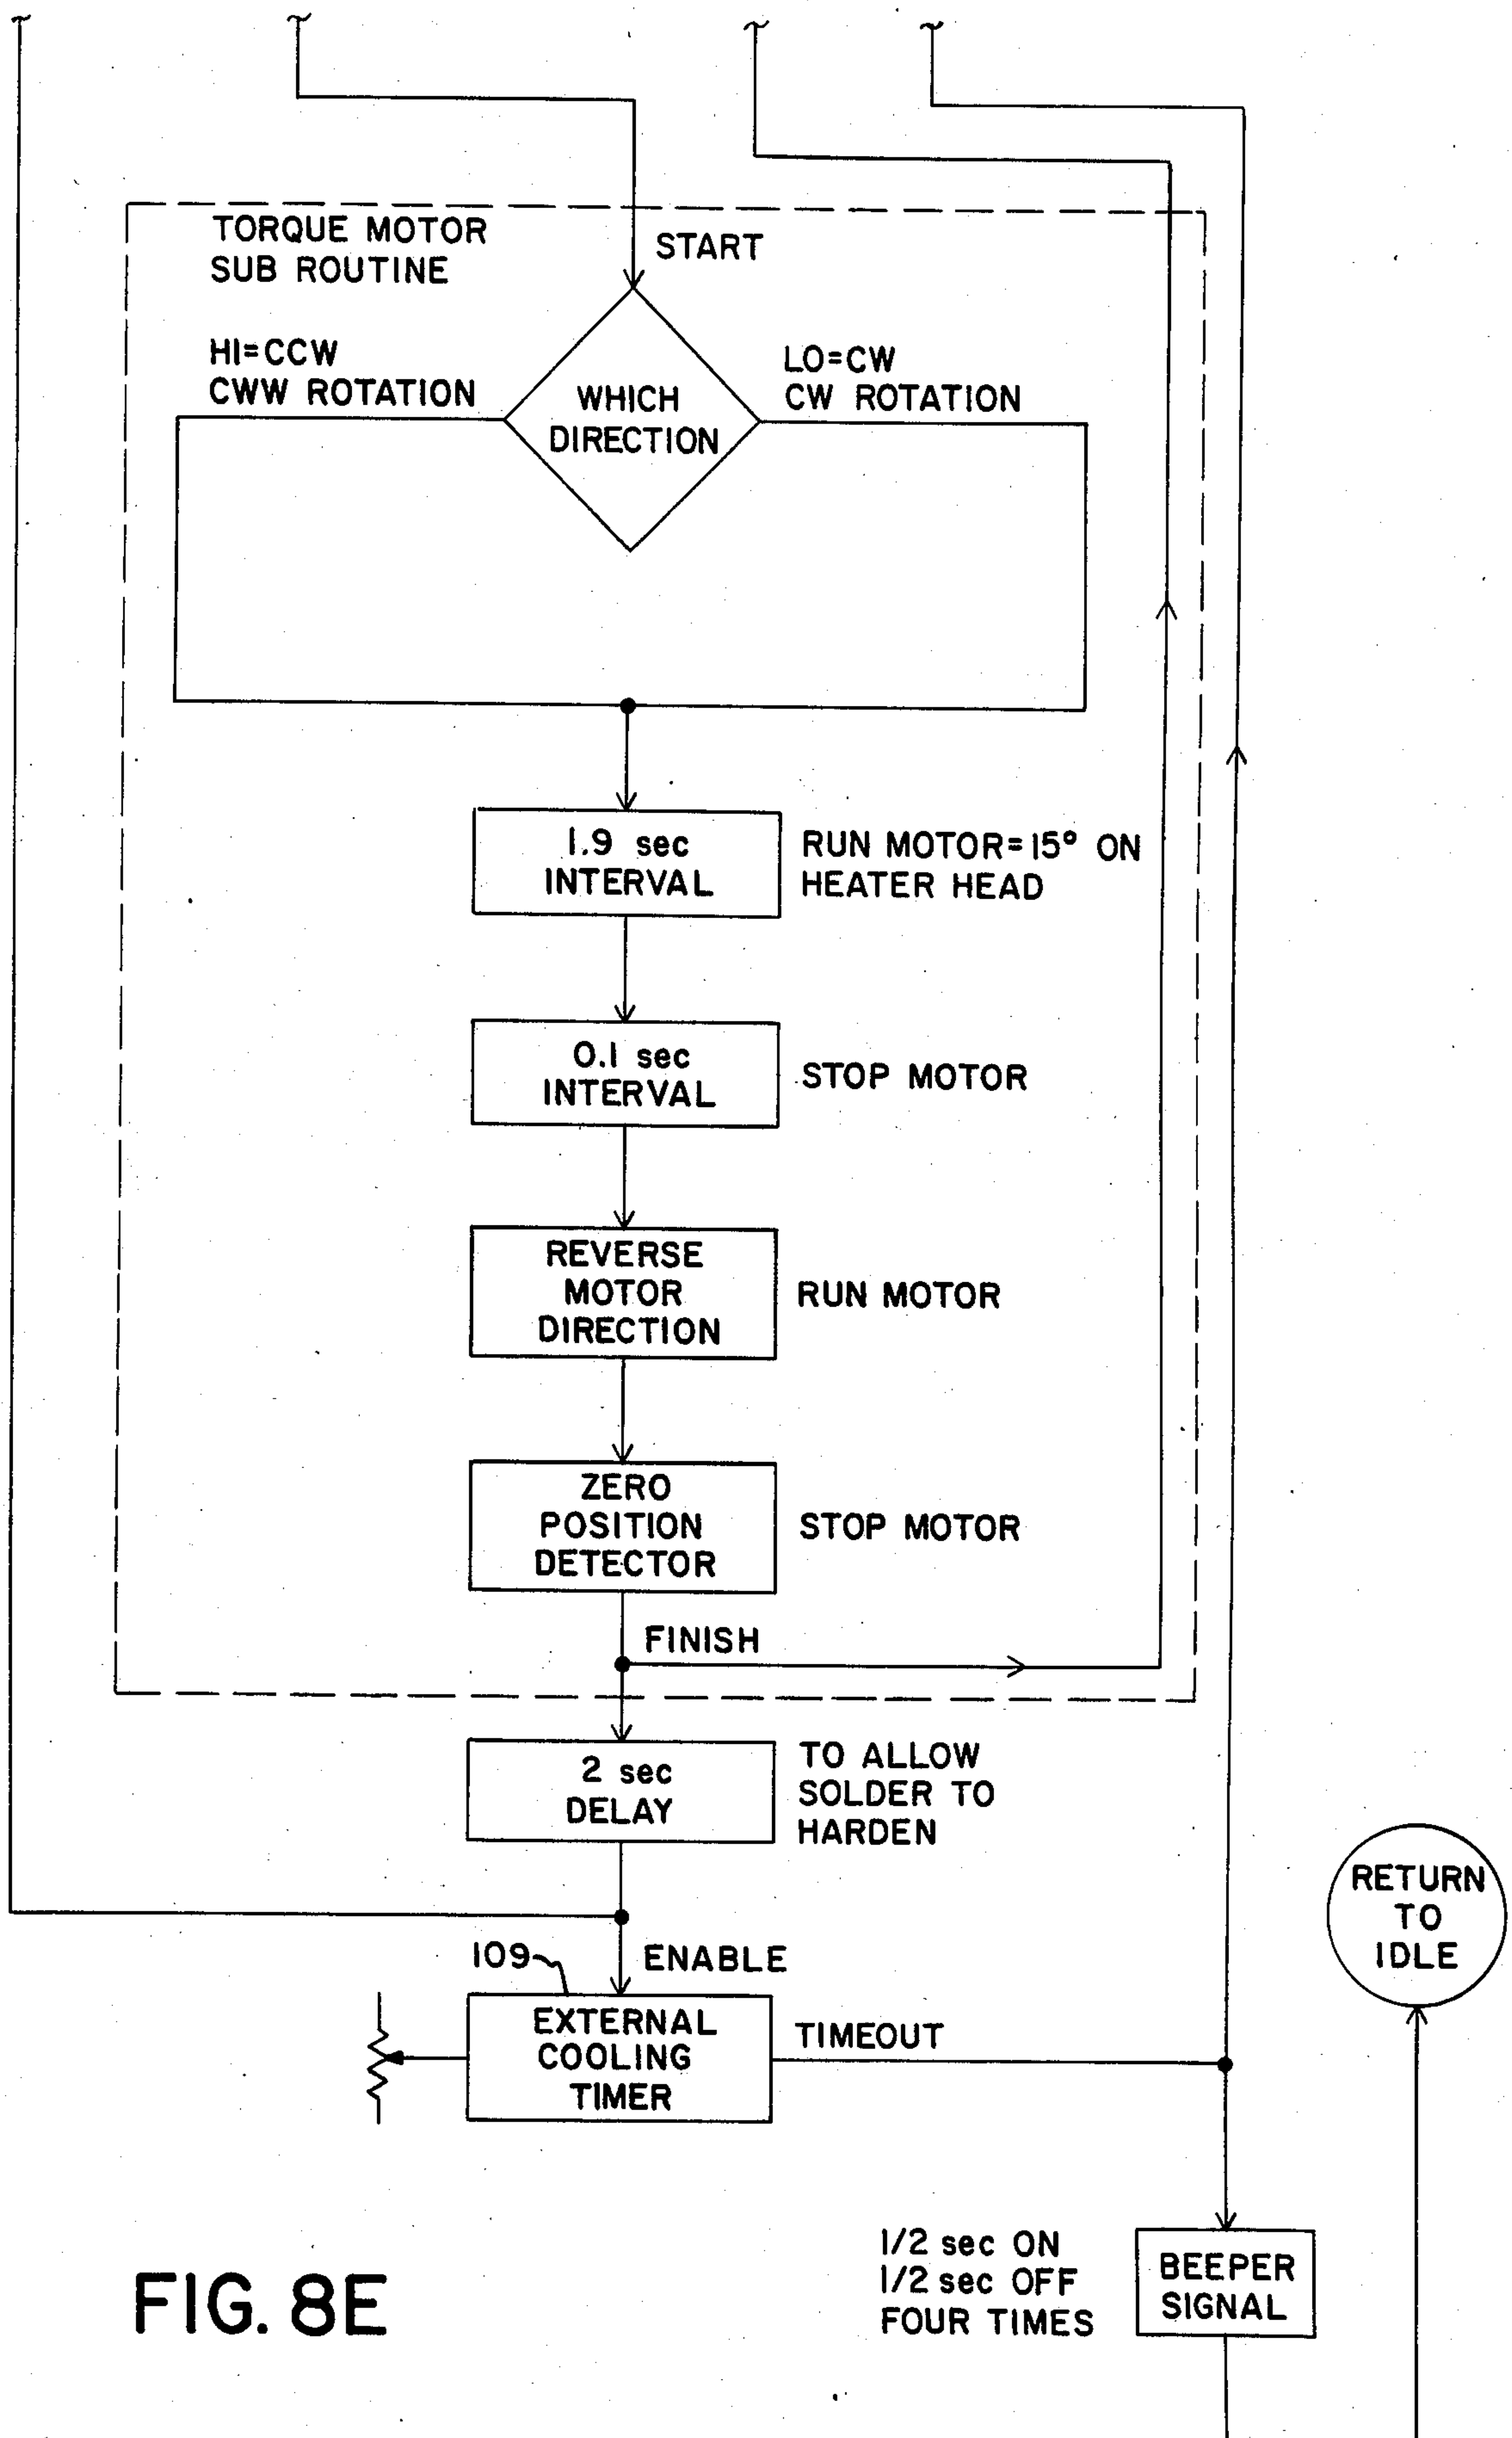 TORQUE MOTOR
SUB ROUTINE
START
HI=CCW
CWW ROTATION
WHICH
DIRECTION
LO=CW
CW ROTATION
1.9 sec
INTERVAL
RUN MOTOR=15° ON
HEATER HEAD
0.1 sec
INTERVAL
STOP MOTOR
REVERSE
MOTOR
DIRECTION
RUN MOTOR
ZERO
POSITION
DETECTOR
STOP MOTOR
FINISH
2 sec
DELAY
TO ALLOW
SOLDER TO
HARDEN
RETURN
TO
IDLE
109
ENABLE
EXTERNAL
COOLING
TIMER
TIMEOUT
1/2 sec ON
1/2 sec OFF
FOUR TIMES
BEEPER
SIGNAL
FIG. 8E